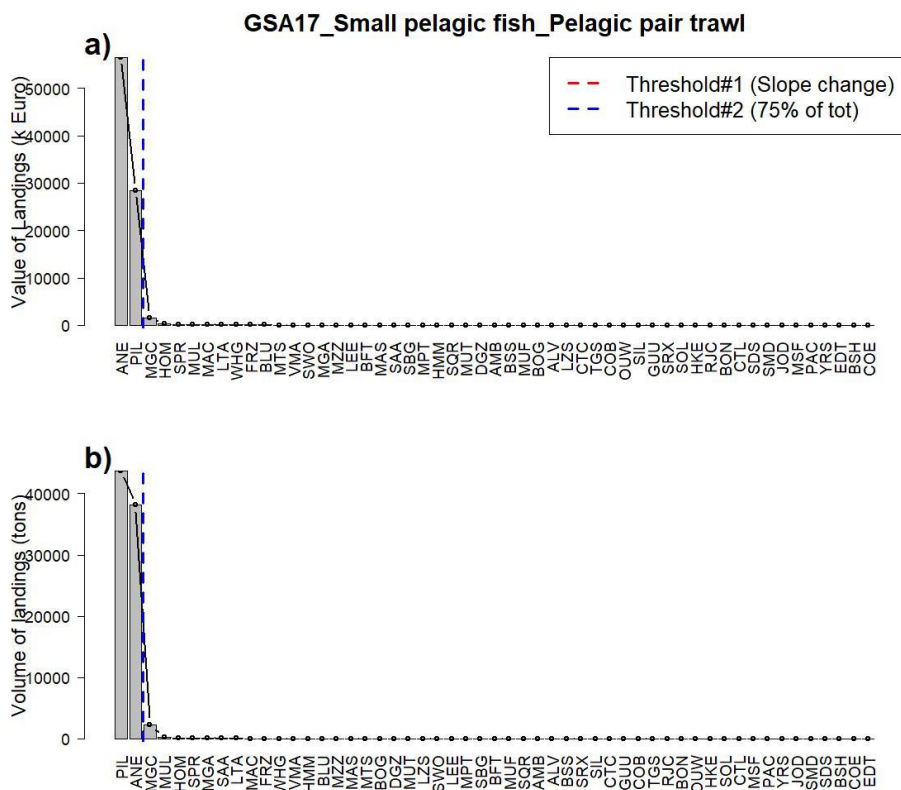 GSA17_Small pelagic fish_Pelagic pair trawl
a)
Threshold#1 (Slope change)
Threshold#2 (75% of tot)
Value of Landings (k Euro)
50000
40000
30000
20000
10000
0
ANE PIL MGC HOM SPR MUL MAC LTA WHG FRZ BLU MTS VMA SWO MGA MZZ LEE BFT MAS SAA SBG MPT HMM SQR MUT DGZ AMB BSS MUF BOG ALV LZS CTC TGS COB OUW SIL GUU SRX SOL HKE RJC BON CTL SDS SMD JOD MSF PAC YRS EDT BSH COE
b)
Volume of landings (tons)
40000
30000
20000
10000
0
PIL ANE MGC MUL HOM SPR MGA SAA LTA MAC FRZ WHG VMA HMM BLU MZZ MAS MTS BOG DGZ MUT LZS SWO LEE MPT SBG BFT MUF SQR AMB ALV BSS SRX SIL CTC GUU COB TGS RJC BON OUW HKE SOL CTL MSF PAC YRS JOD SMD SDS BSH COE EDT